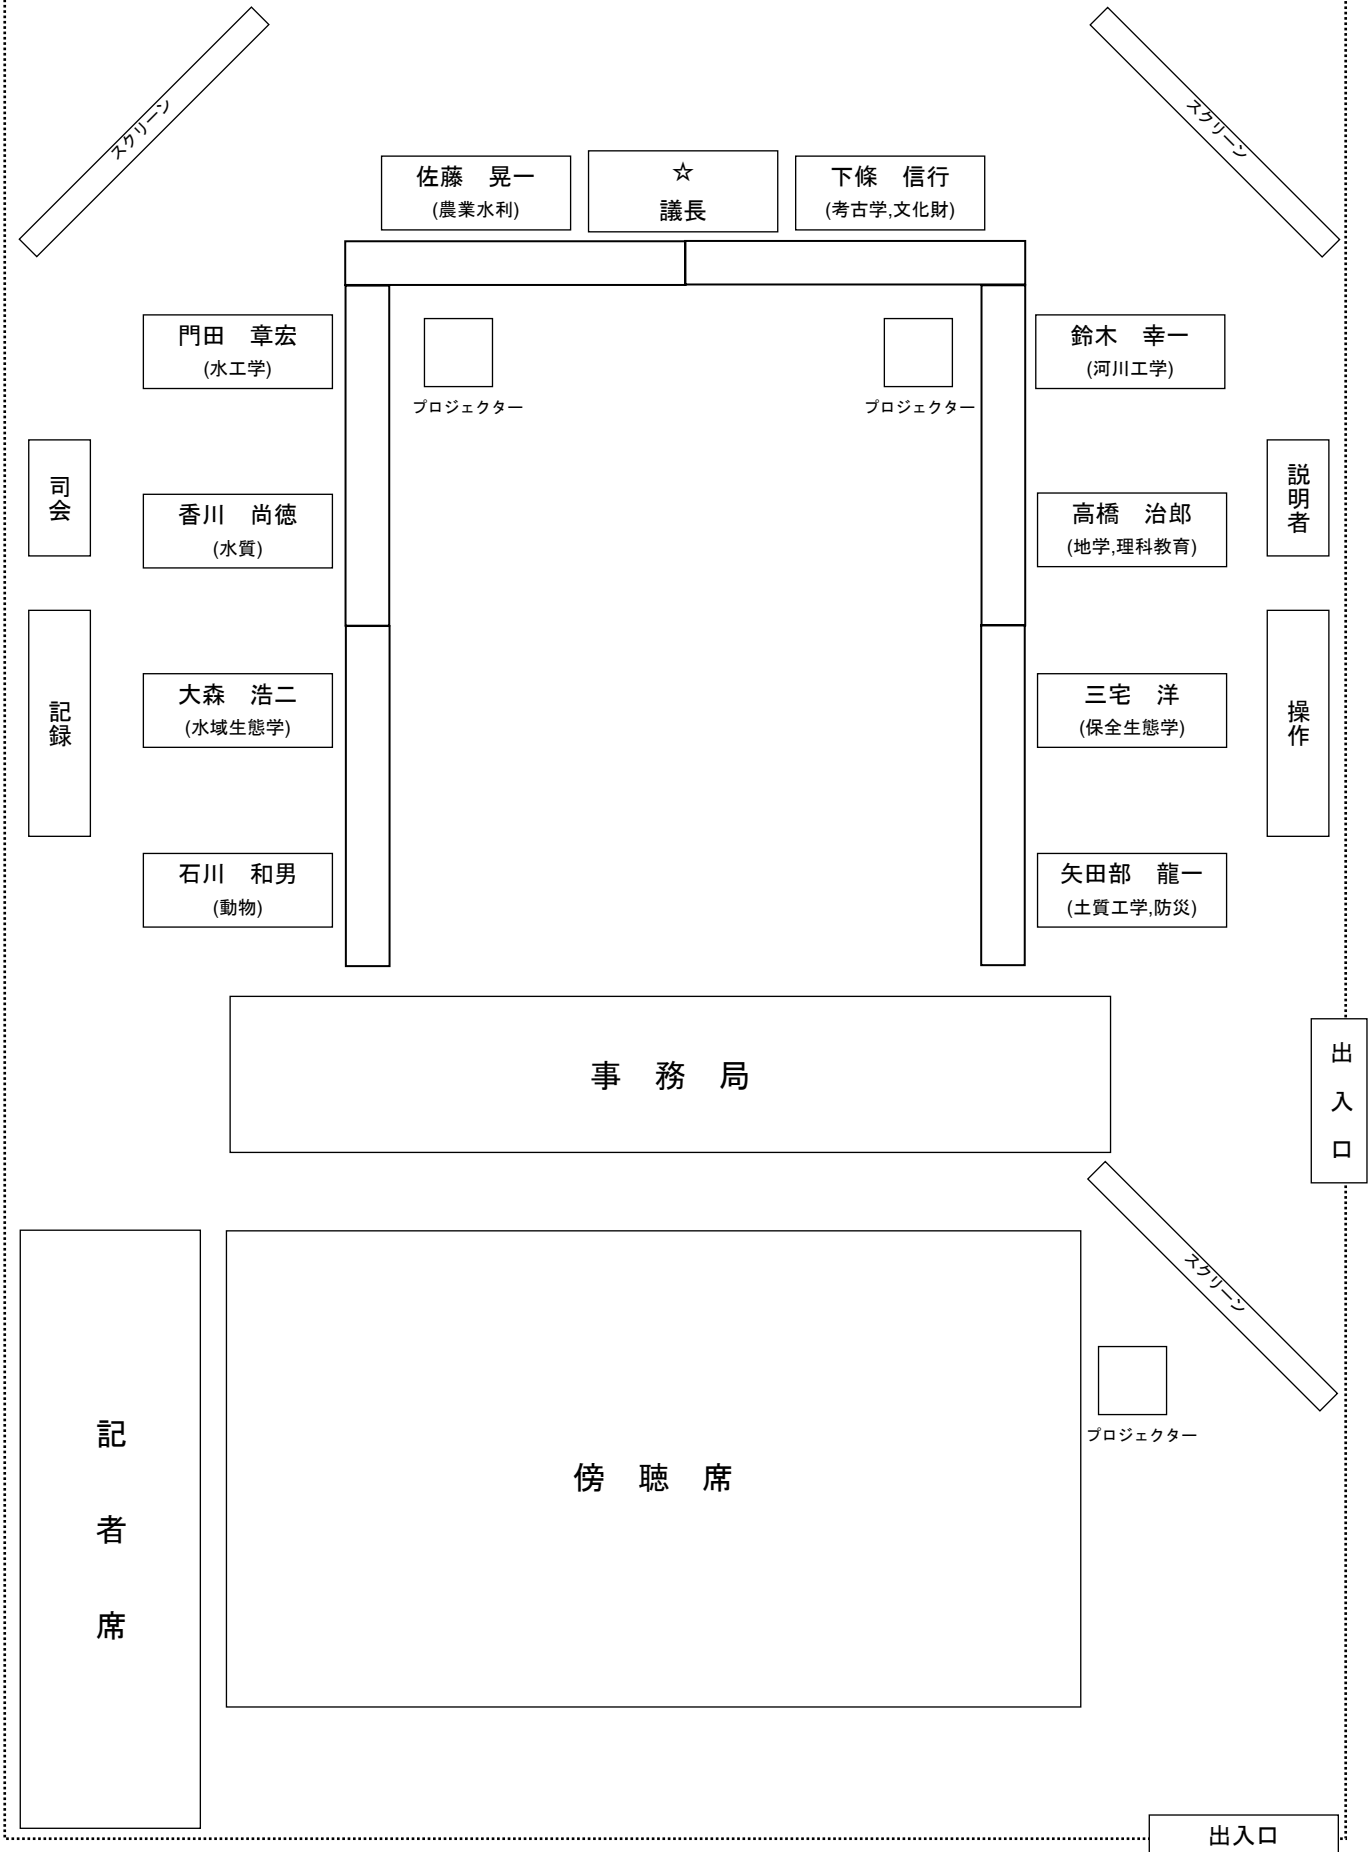 スクリーン
スクリーン
佐藤　晃一
(農業水利)
☆
議長
下條　信行
(考古学,文化財)
門田　章宏
(水工学)
プロジェクター
プロジェクター
鈴木　幸一
(河川工学)
司会
香川　尚徳
(水質)
高橋　治郎
(地学,理科教育)
説明者
記録
大森　浩二
(水域生態学)
三宅　洋
(保全生態学)
操作
石川　和男
(動物)
矢田部　龍一
(土質工学,防災)
事　務　局
出入口
スクリーン
プロジェクター
記者席
傍　聴　席
出入口